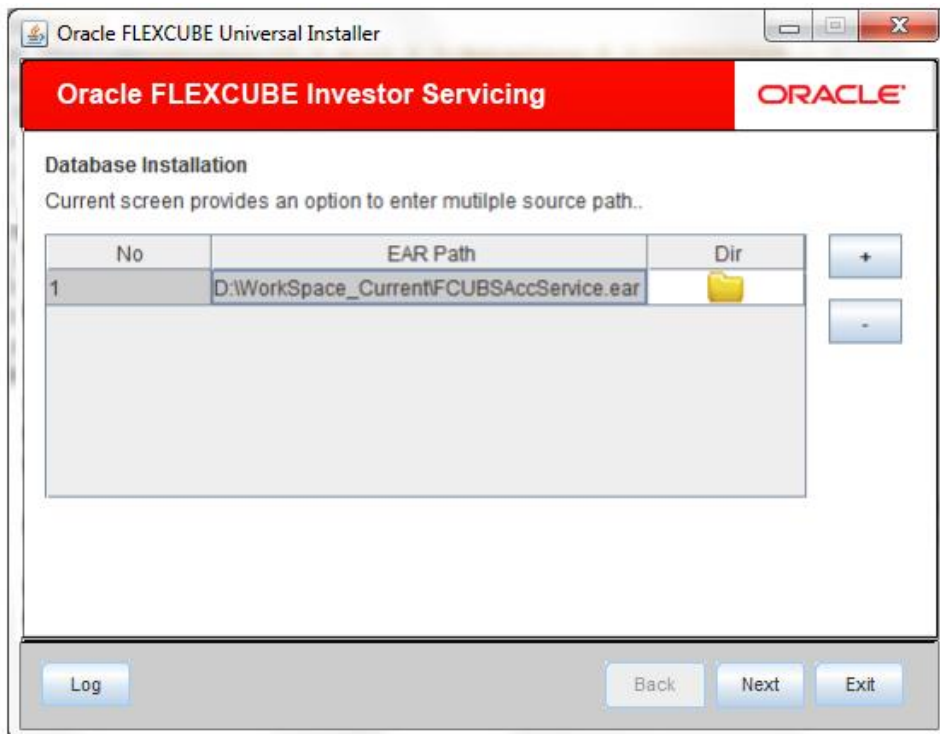 Oracle FLEXCUBE Universal Installer
X
Oracle FLEXCUBE Investor Servicing
ORACLE
Database Installation
Current screen provides an option to enter mutilple source path..
No EAR Path Dir
+
1 D:\WorkSpace_Current\FCUBSAccService.ear
-
Log Back Next Exit